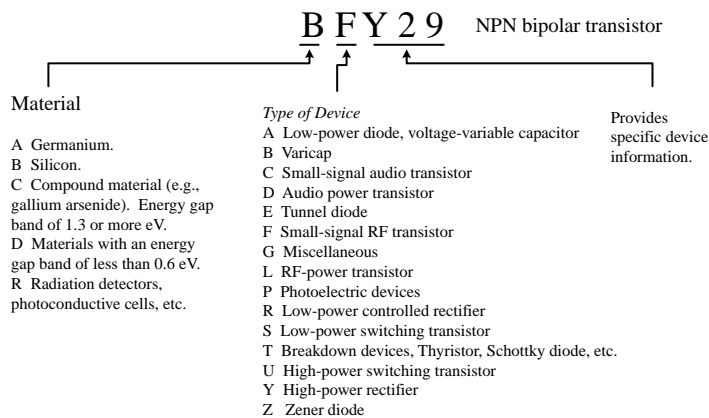 B F Y 2 9 NPN bipolar transistor
Material
A Germanium.
B Silicon.
C Compound material (e.g.,
gallium arsenide). Energy gap
band of 1.3 or more eV.
D Materials with an energy
gap band of less than 0.6 eV.
R Radiation detectors,
photoconductive cells, etc.
Type of Device
A Low-power diode, voltage-variable capacitor
B Varicap
C Small-signal audio transistor
D Audio power transistor
E Tunnel diode
F Small-signal RF transistor
G Miscellaneous
L RF-power transistor
P Photoelectric devices
R Low-power controlled rectifier
S Low-power switching transistor
T Breakdown devices, Thyristor, Schottky diode, etc.
U High-power switching transistor
Y High-power rectifier
Z Zener diode
Provides
specific device
information.